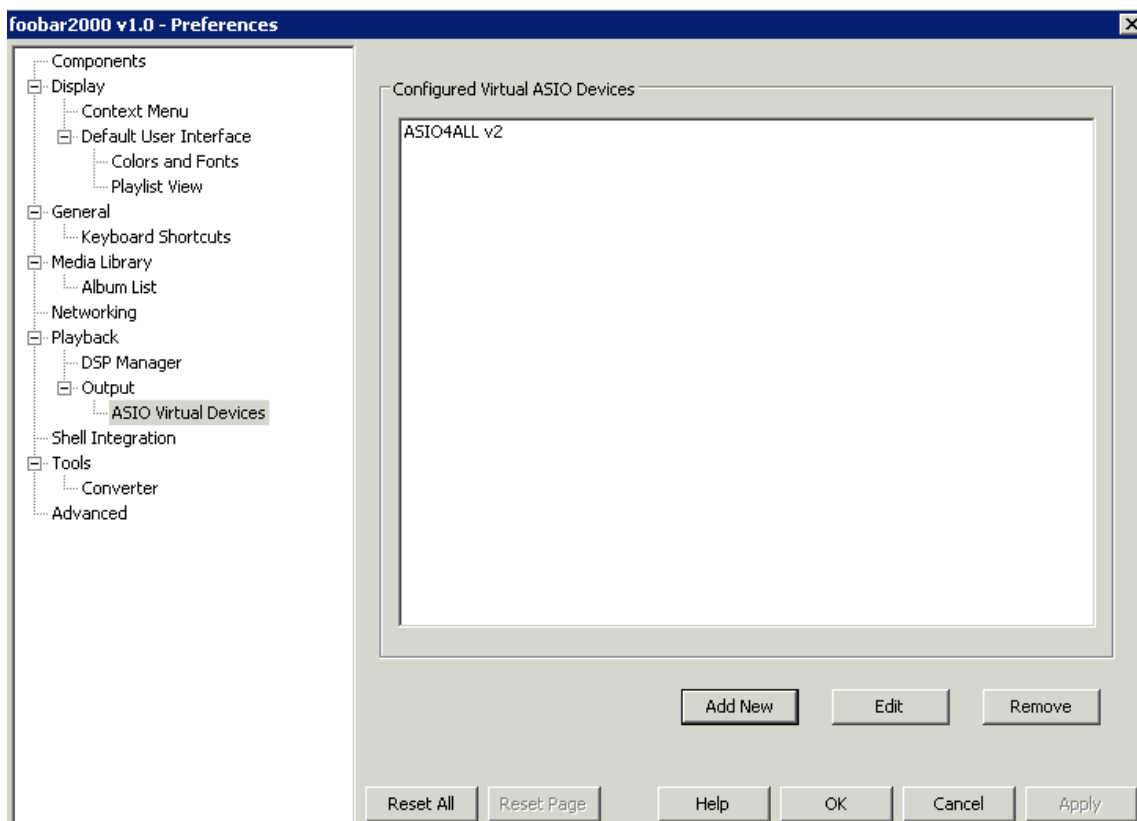 foobar2000 v1.0 - Preferences
Components
Display
Context Menu
Default User Interface
Colors and Fonts
Playlist View
General
Keyboard Shortcuts
Media Library
Album List
Networking
Playback
DSP Manager
Output
ASIO Virtual Devices
Shell Integration
Tools
Converter
Advanced
Configured Virtual ASIO Devices
ASIO4ALL v2
Add New
Edit
Remove
Reset All
Reset Page
Help
OK
Cancel
Apply